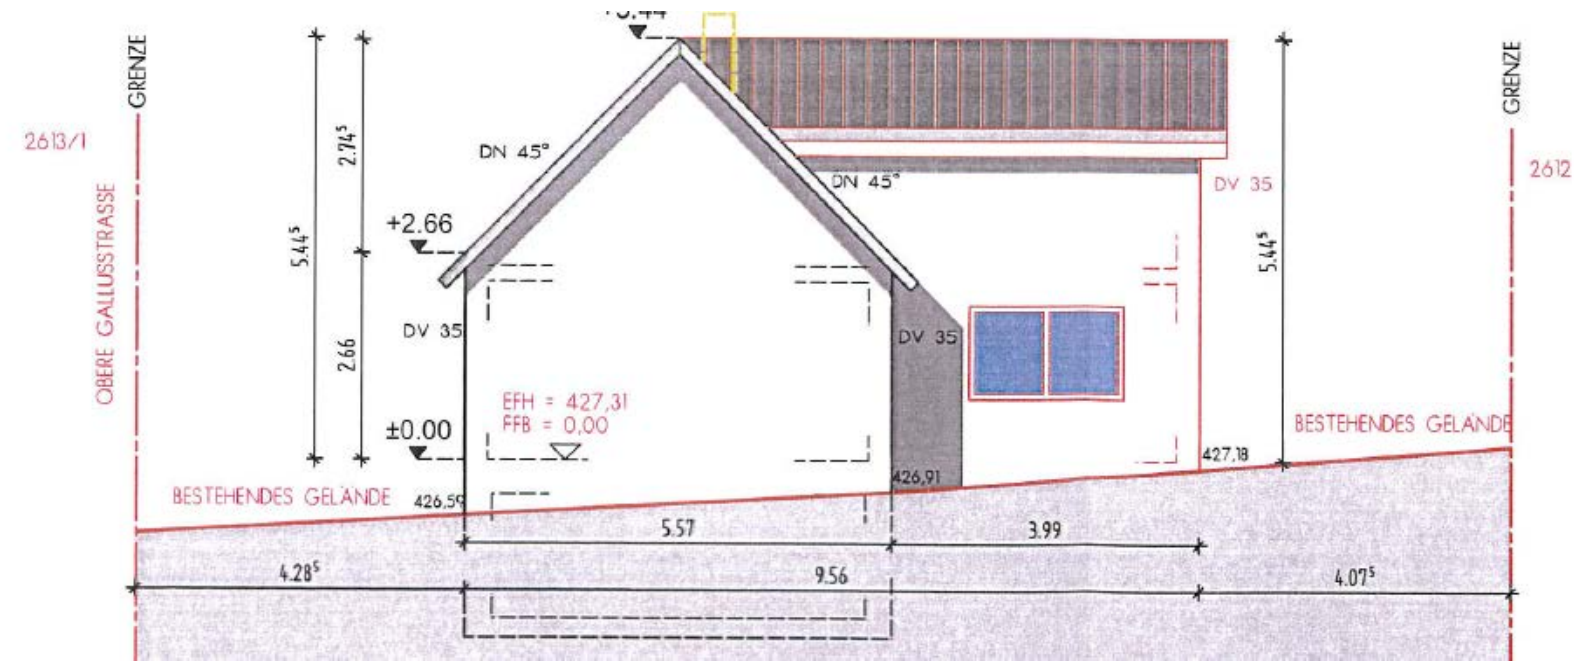 GRENZE
GRENZE
2613/1
2612
OBERE GALLUSSTRASSE
2.74⁵
DN 45°
DN 45°
DV 35
+2.66
5.44⁵
5.44⁵
2.66
DV 35
DV 35
EFH = 427,31
FFB = 0,00
±0.00
BESTEHENDES GELÄNDE
427,18
426,91
BESTEHENDES GELÄNDE
426,59
5.57
3.99
4.28⁵
9.56
4.07⁵